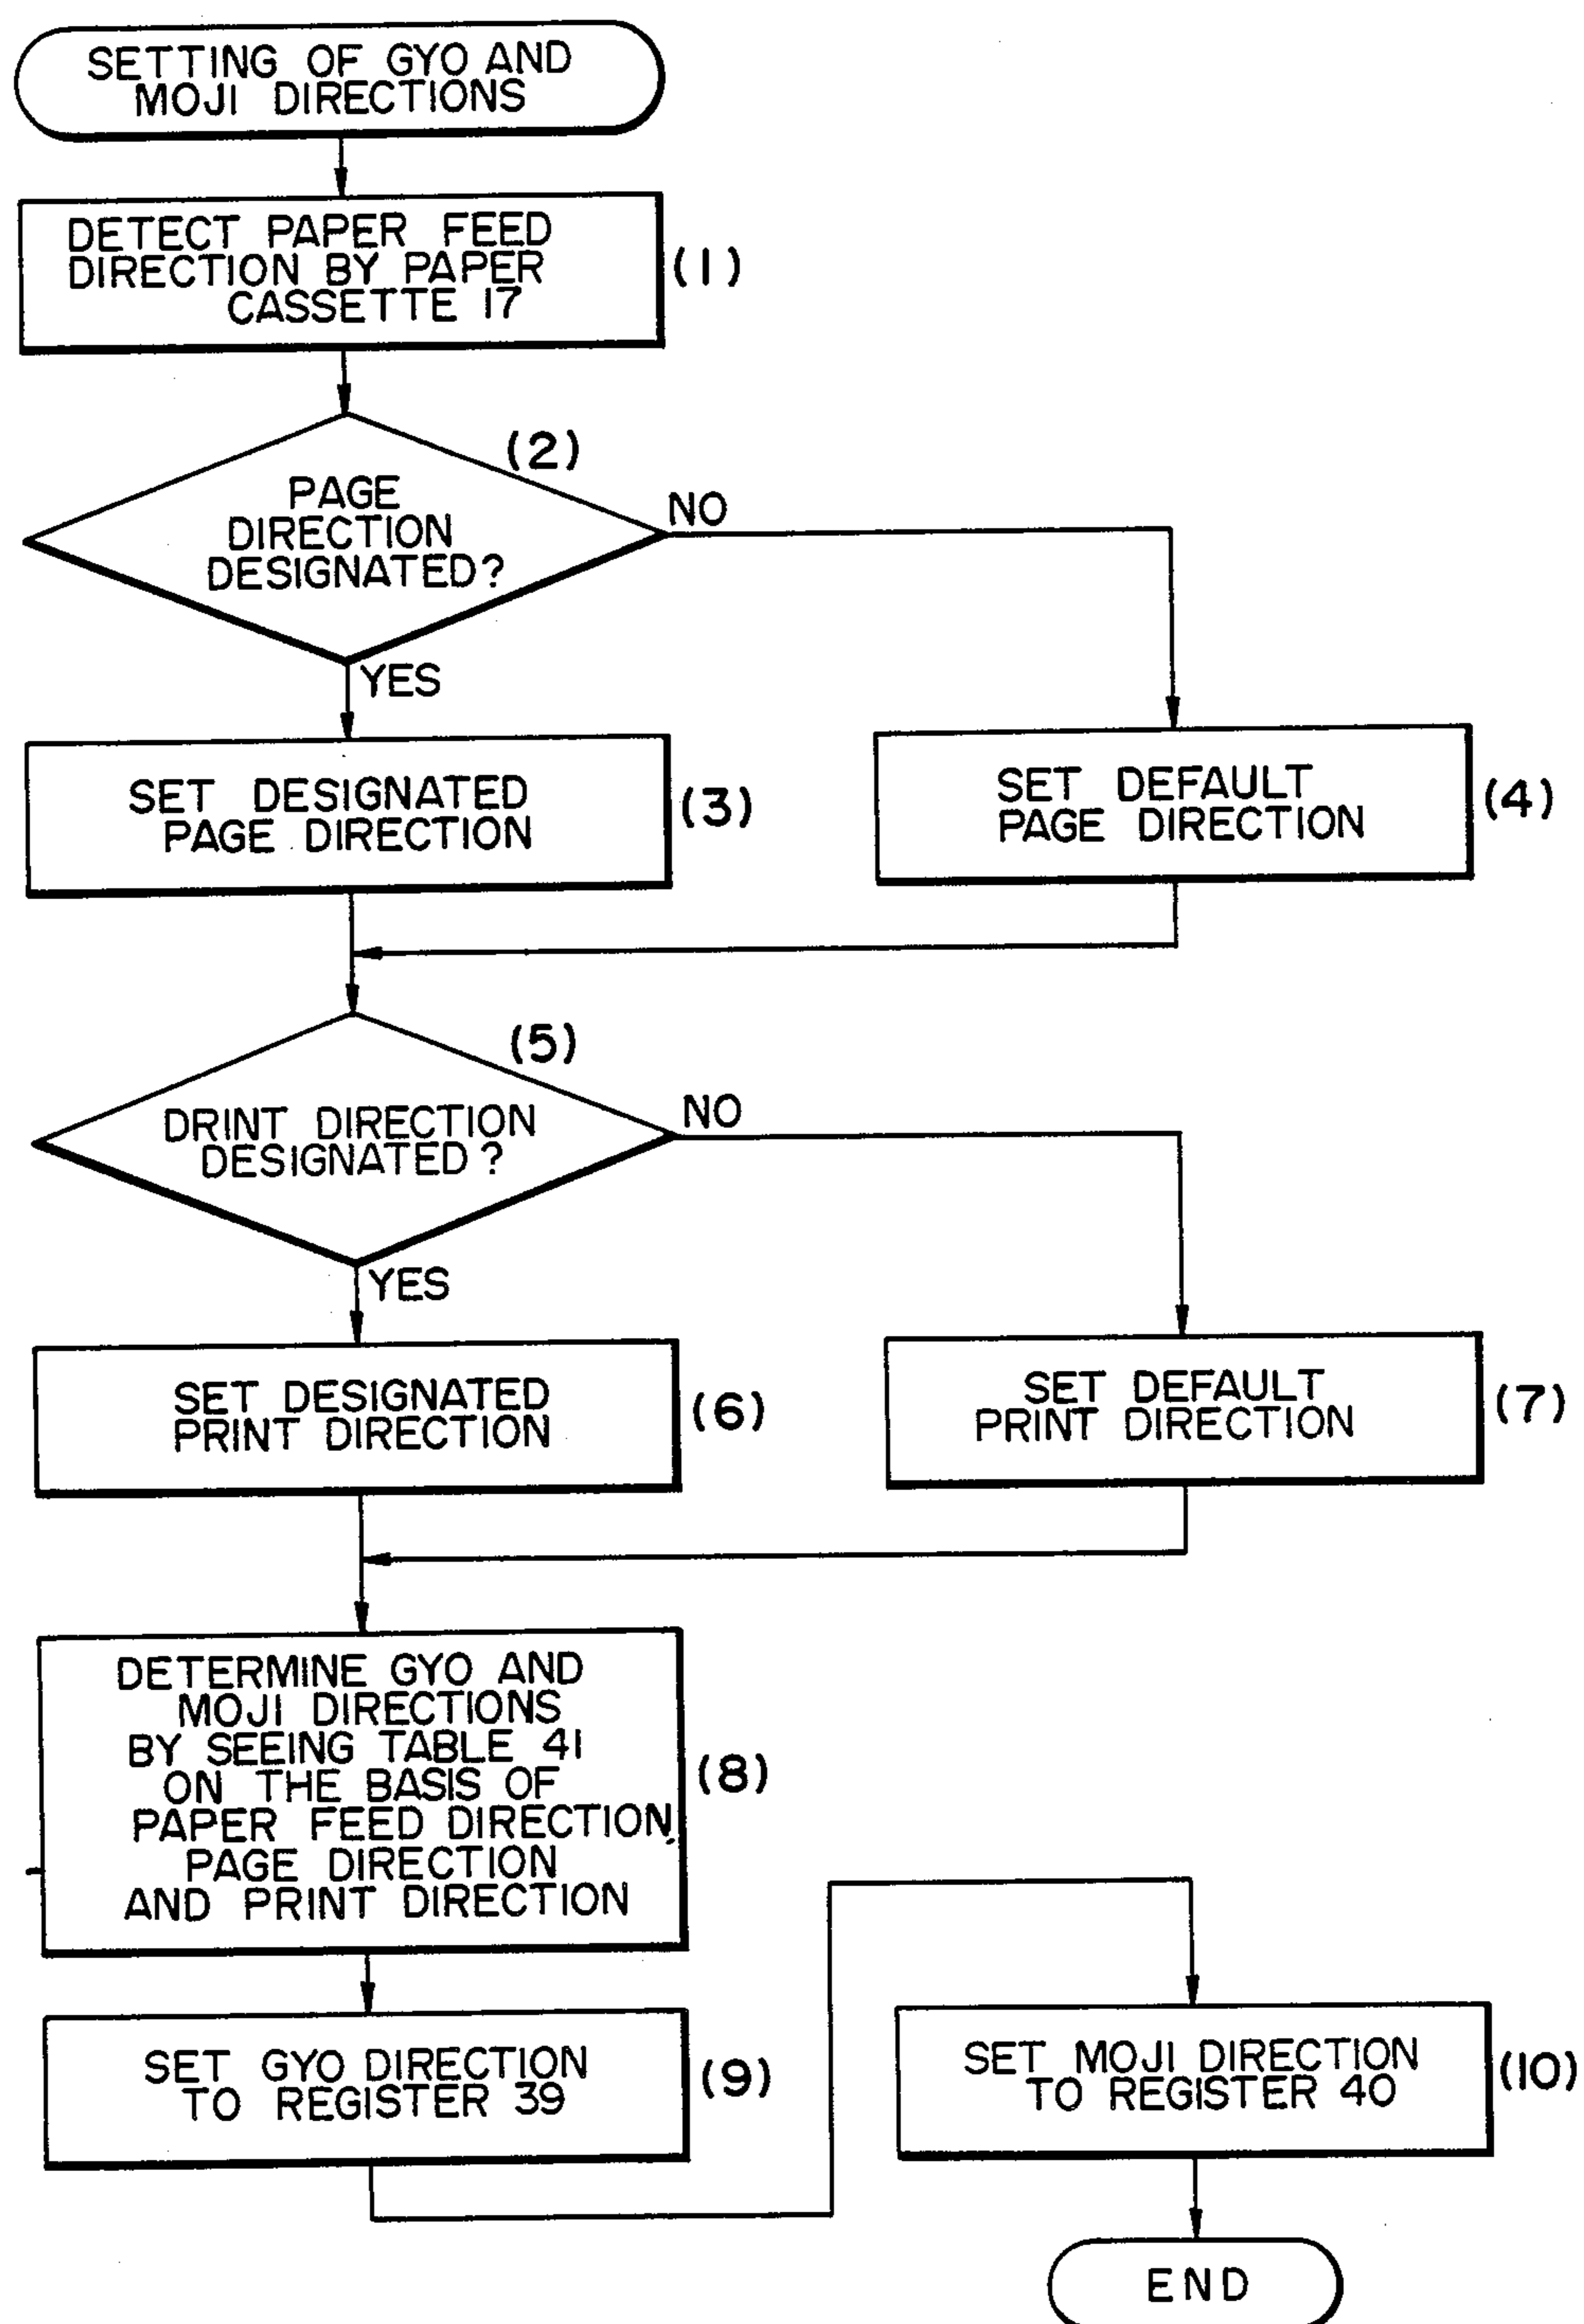 SETTING OF GYO AND
MOJI DIRECTIONS
DETECT PAPER FEED
DIRECTION BY PAPER
CASSETTE 17
(1)
(2)
PAGE
DIRECTION
DESIGNATED?
NO
YES
SET DESIGNATED
PAGE DIRECTION
(3)
SET DEFAULT
PAGE DIRECTION
(4)
(5)
DRINT DIRECTION
DESIGNATED?
NO
YES
SET DESIGNATED
PRINT DIRECTION
(6)
SET DEFAULT
PRINT DIRECTION
(7)
DETERMINE GYO AND
MOJI DIRECTIONS
BY SEEING TABLE 41
ON THE BASIS OF
PAPER FEED DIRECTION,
PAGE DIRECTION
AND PRINT DIRECTION
(8)
SET GYO DIRECTION
TO REGISTER 39
(9)
SET MOJI DIRECTION
TO REGISTER 40
(10)
END